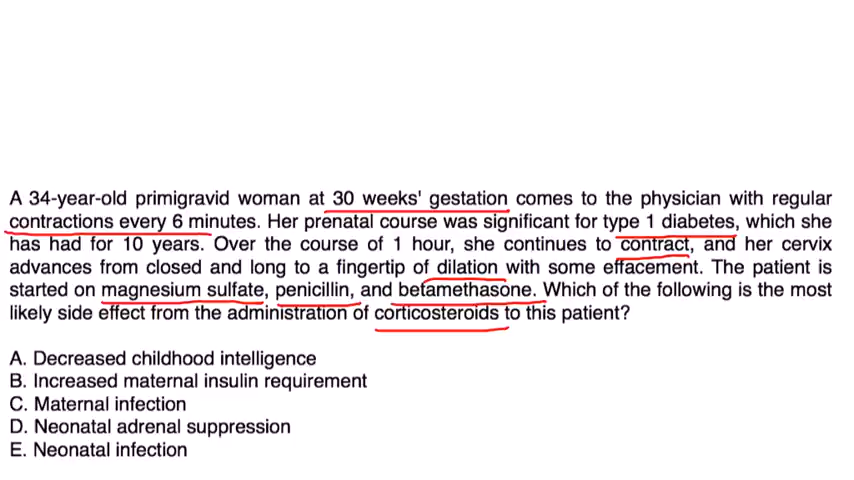 A 34-year-old primigravid woman at 30 weeks' gestation comes to the physician with regular
contractions every 6 minutes. Her prenatal course was significant for type 1 diabetes, which she
has had for 10 years. Over the course of 1 hour, she continues to contract, and her cervix
advances from closed and long to a fingertip of dilation with some effacement. The patient is
started on magnesium sulfate, penicillin, and betamethasone. Which of the following is the most
likely side effect from the administration of corticosteroids to this patient?
A. Decreased childhood intelligence
B. Increased maternal insulin requirement
C. Maternal infection
D. Neonatal adrenal suppression
E. Neonatal infection